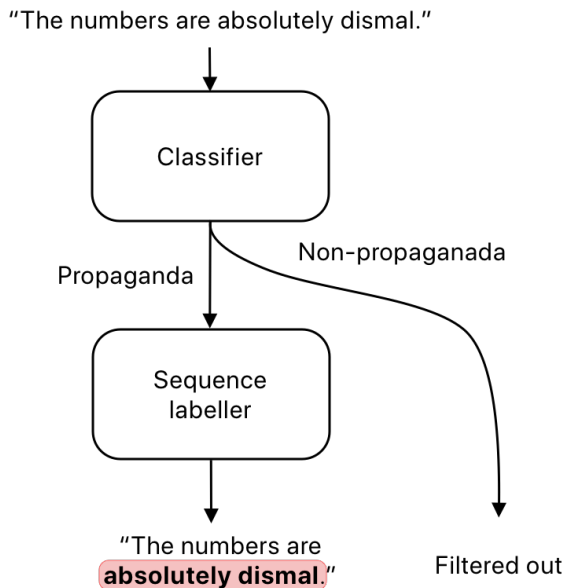 “The numbers are absolutely dismal.”
Classifier
Non-propaganada
Propaganda
Sequence
labeller
“The numbers are
absolutely dismal.”
Filtered out